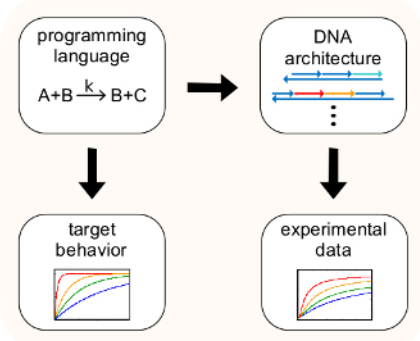 programming
language
k
A+B → B+C
DNA
architecture
target
behavior
experimental
data